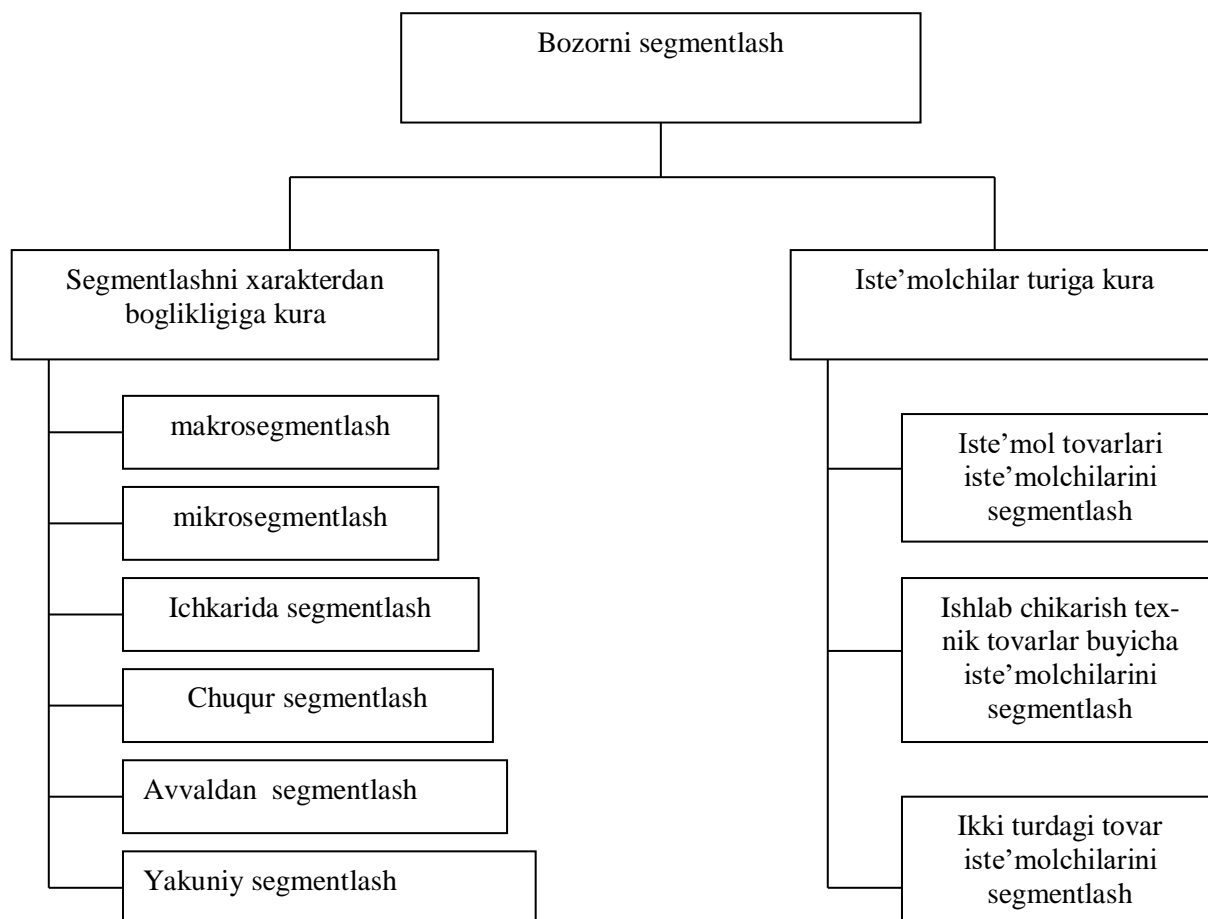 Bozorni segmentlash
Segmentlashni xarakterdan
boglikligiga kura
makrosegmentlash
mikrosegmentlash
Ichkarida segmentlash
Chuqur segmentlash
Avvaldan  segmentlash
Yakuniy segmentlash
Iste’molchilar turiga kura
Iste’mol tovarlari
iste’molchilarini
segmentlash
Ishlab chikarish tex-
nik tovarlar buyicha
iste’molchilarini
segmentlash
Ikki turdagi tovar
iste’molchilarini
segmentlash